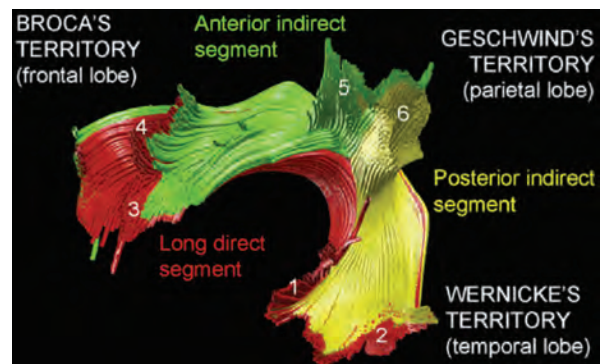 BROCA'S
TERRITORY
(frontal lobe)
Anterior indirect
segment
GESCHWIND'S
TERRITORY
(parietal lobe)
5
6
4
3
Long direct
segment
Posterior indirect
segment
1
2
WERNICKE'S
TERRITORY
(temporal lobe)